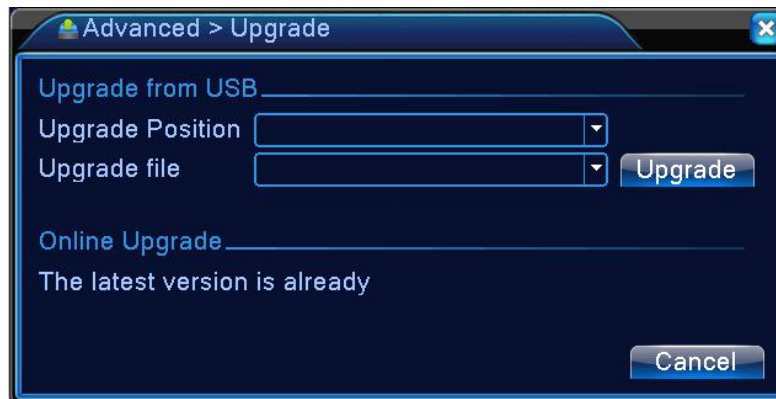 Advanced > Upgrade
Upgrade from USB
Upgrade Position
Upgrade file
Upgrade
Online Upgrade
The latest version is already
Cancel